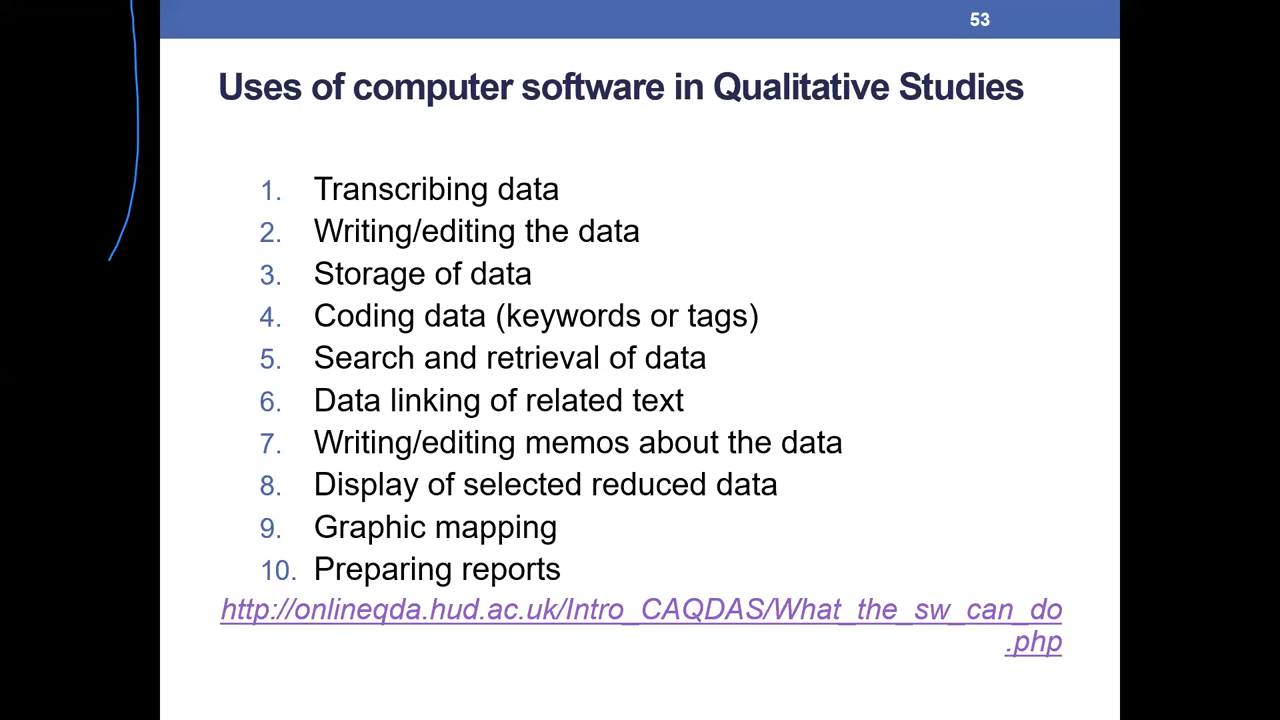 53
Uses of computer software in Qualitative Studies
1. Transcribing data
2. Writing/editing the data
3. Storage of data
4. Coding data (keywords or tags)
5. Search and retrieval of data
6. Data linking of related text
7. Writing/editing memos about the data
8. Display of selected reduced data
9. Graphic mapping
10. Preparing reports
http://onlineqda.hud.ac.uk/Intro_CAQDAS/What_the_sw_can_do
.php